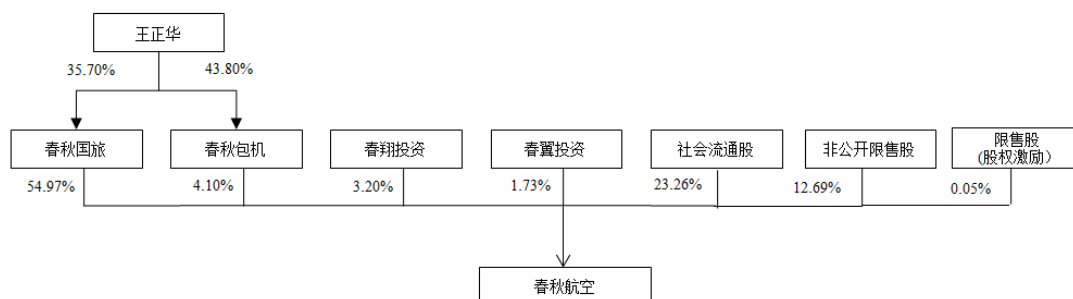 王正华
35.70%
43.80%
春秋国旅
春秋包机
春翔投资
春翼投资
社会流通股
非公开限售股
限售股
(股权激励）
54.97%
4.10%
3.20%
1.73%
23.26%
12.69%
0.05%
春秋航空